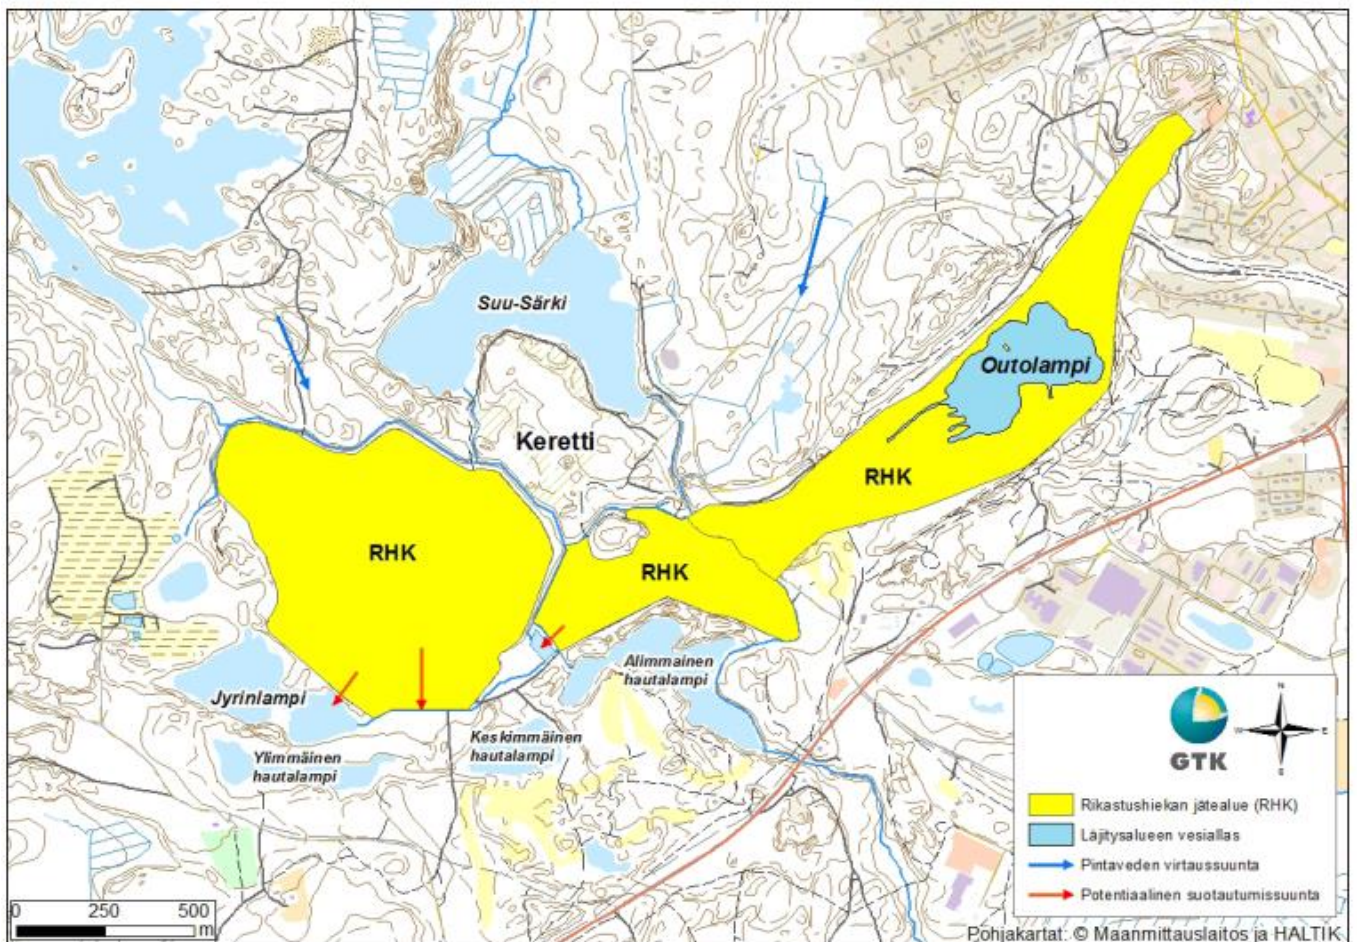 Suu-Särki
Outolampi
Keretti
RHK
RHK
RHK
Alimmainen
hautalampi
Jyrinlampi
Keskimmäinen
hautalampi
Ylimmäinen
hautalampi
N
W
E
S
GTK
Rikastushiekan jätealue (RHK)
Läjitysalueen vesiallas
Pintaveden virtaussuunta
Potentiaalinen suotautumissuunta
0 250 500
m
Pohjakartat: © Maanmittauslaitos ja HALTIK